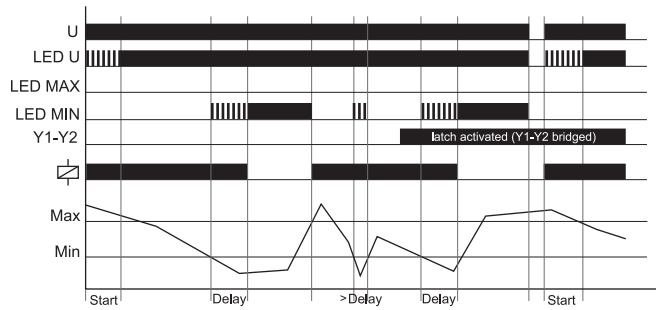 U
LED U
LED MAX
LED MIN
Y1-Y2
latch activated (Y1-Y2 bridged)
Max
Min
Start
Delay
>Delay
Delay
Start